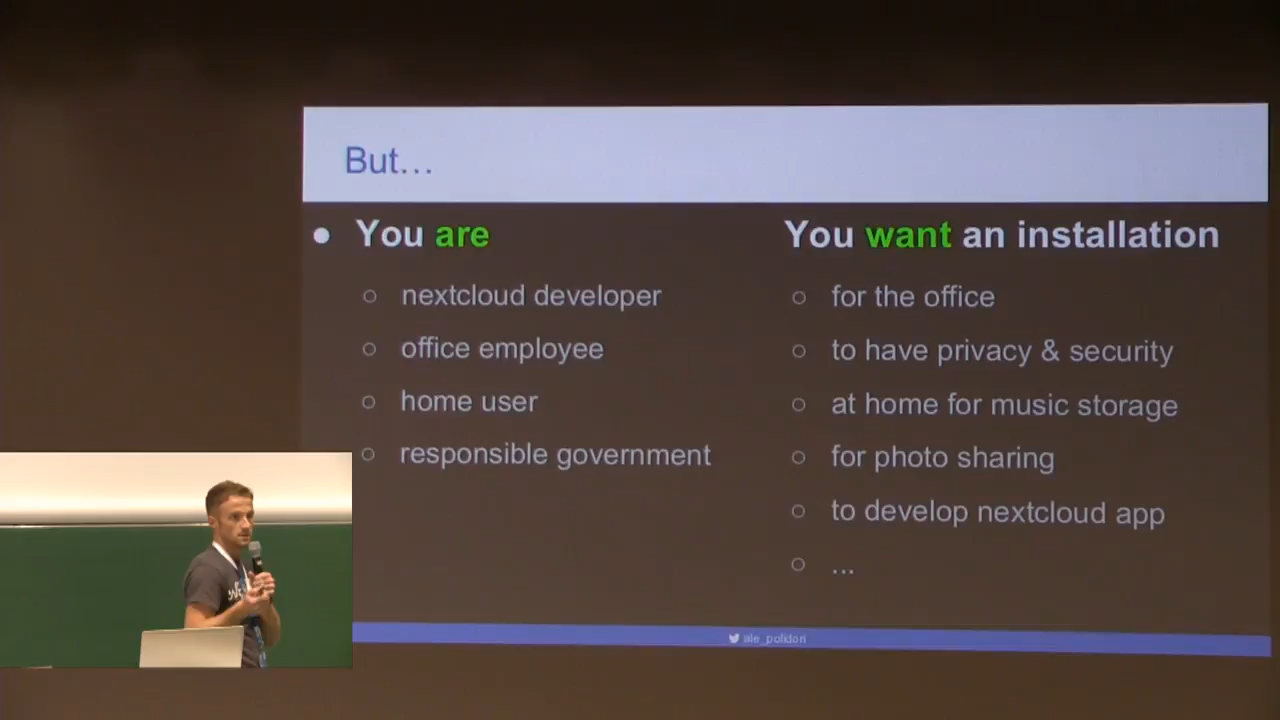 But…
You are
nextcloud developer
office employee
home user
responsible government
You want an installation
for the office
to have privacy & security
at home for music storage
for photo sharing
to develop nextcloud app
...
ale_polidori